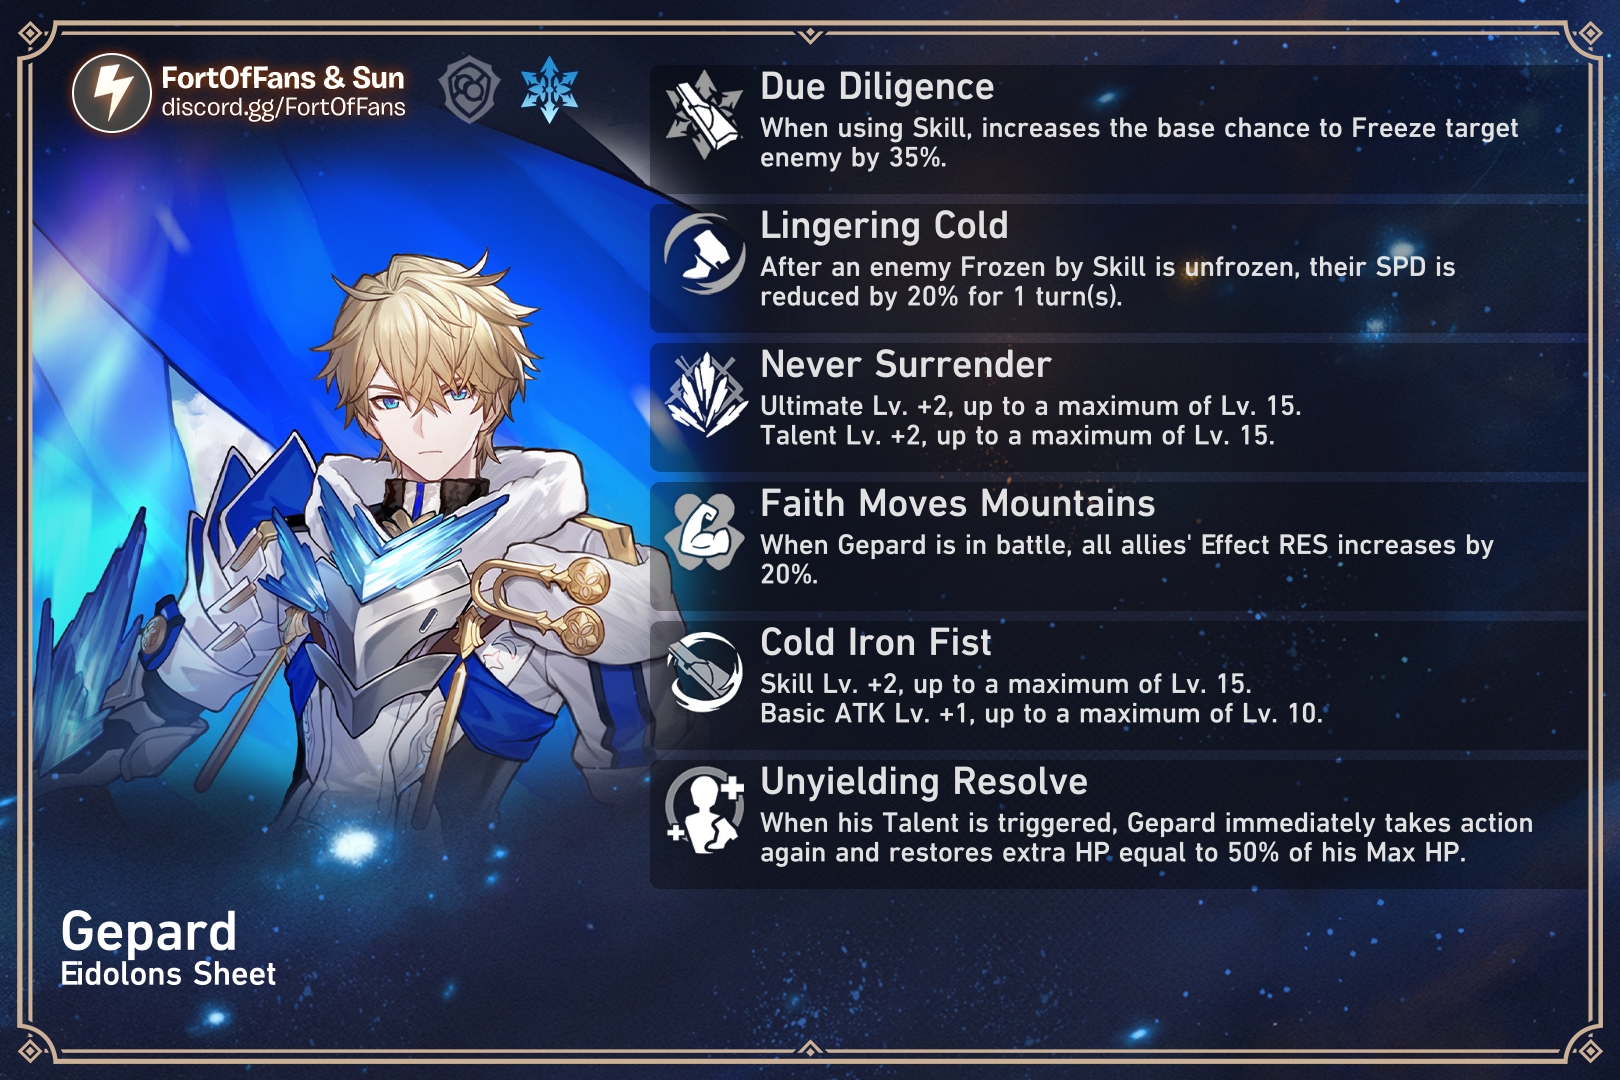 FortOfFans & Sun
discord.gg/FortOfFans
Due Diligence
When using Skill, increases the base chance to Freeze target
enemy by 35%.
Lingering Cold
After an enemy Frozen by Skill is unfrozen, their SPD is
reduced by 20% for 1 turn(s).
Never Surrender
Ultimate Lv. +2, up to a maximum of Lv. 15.
Talent Lv. +2, up to a maximum of Lv. 15.
Faith Moves Mountains
When Gepard is in battle, all allies' Effect RES increases by
20%.
Cold Iron Fist
Skill Lv. +2, up to a maximum of Lv. 15.
Basic ATK Lv. +1, up to a maximum of Lv. 10.
Unyielding Resolve
When his Talent is triggered, Gepard immediately takes action
again and restores extra HP equal to 50% of his Max HP.
Gepard
Eidolons Sheet